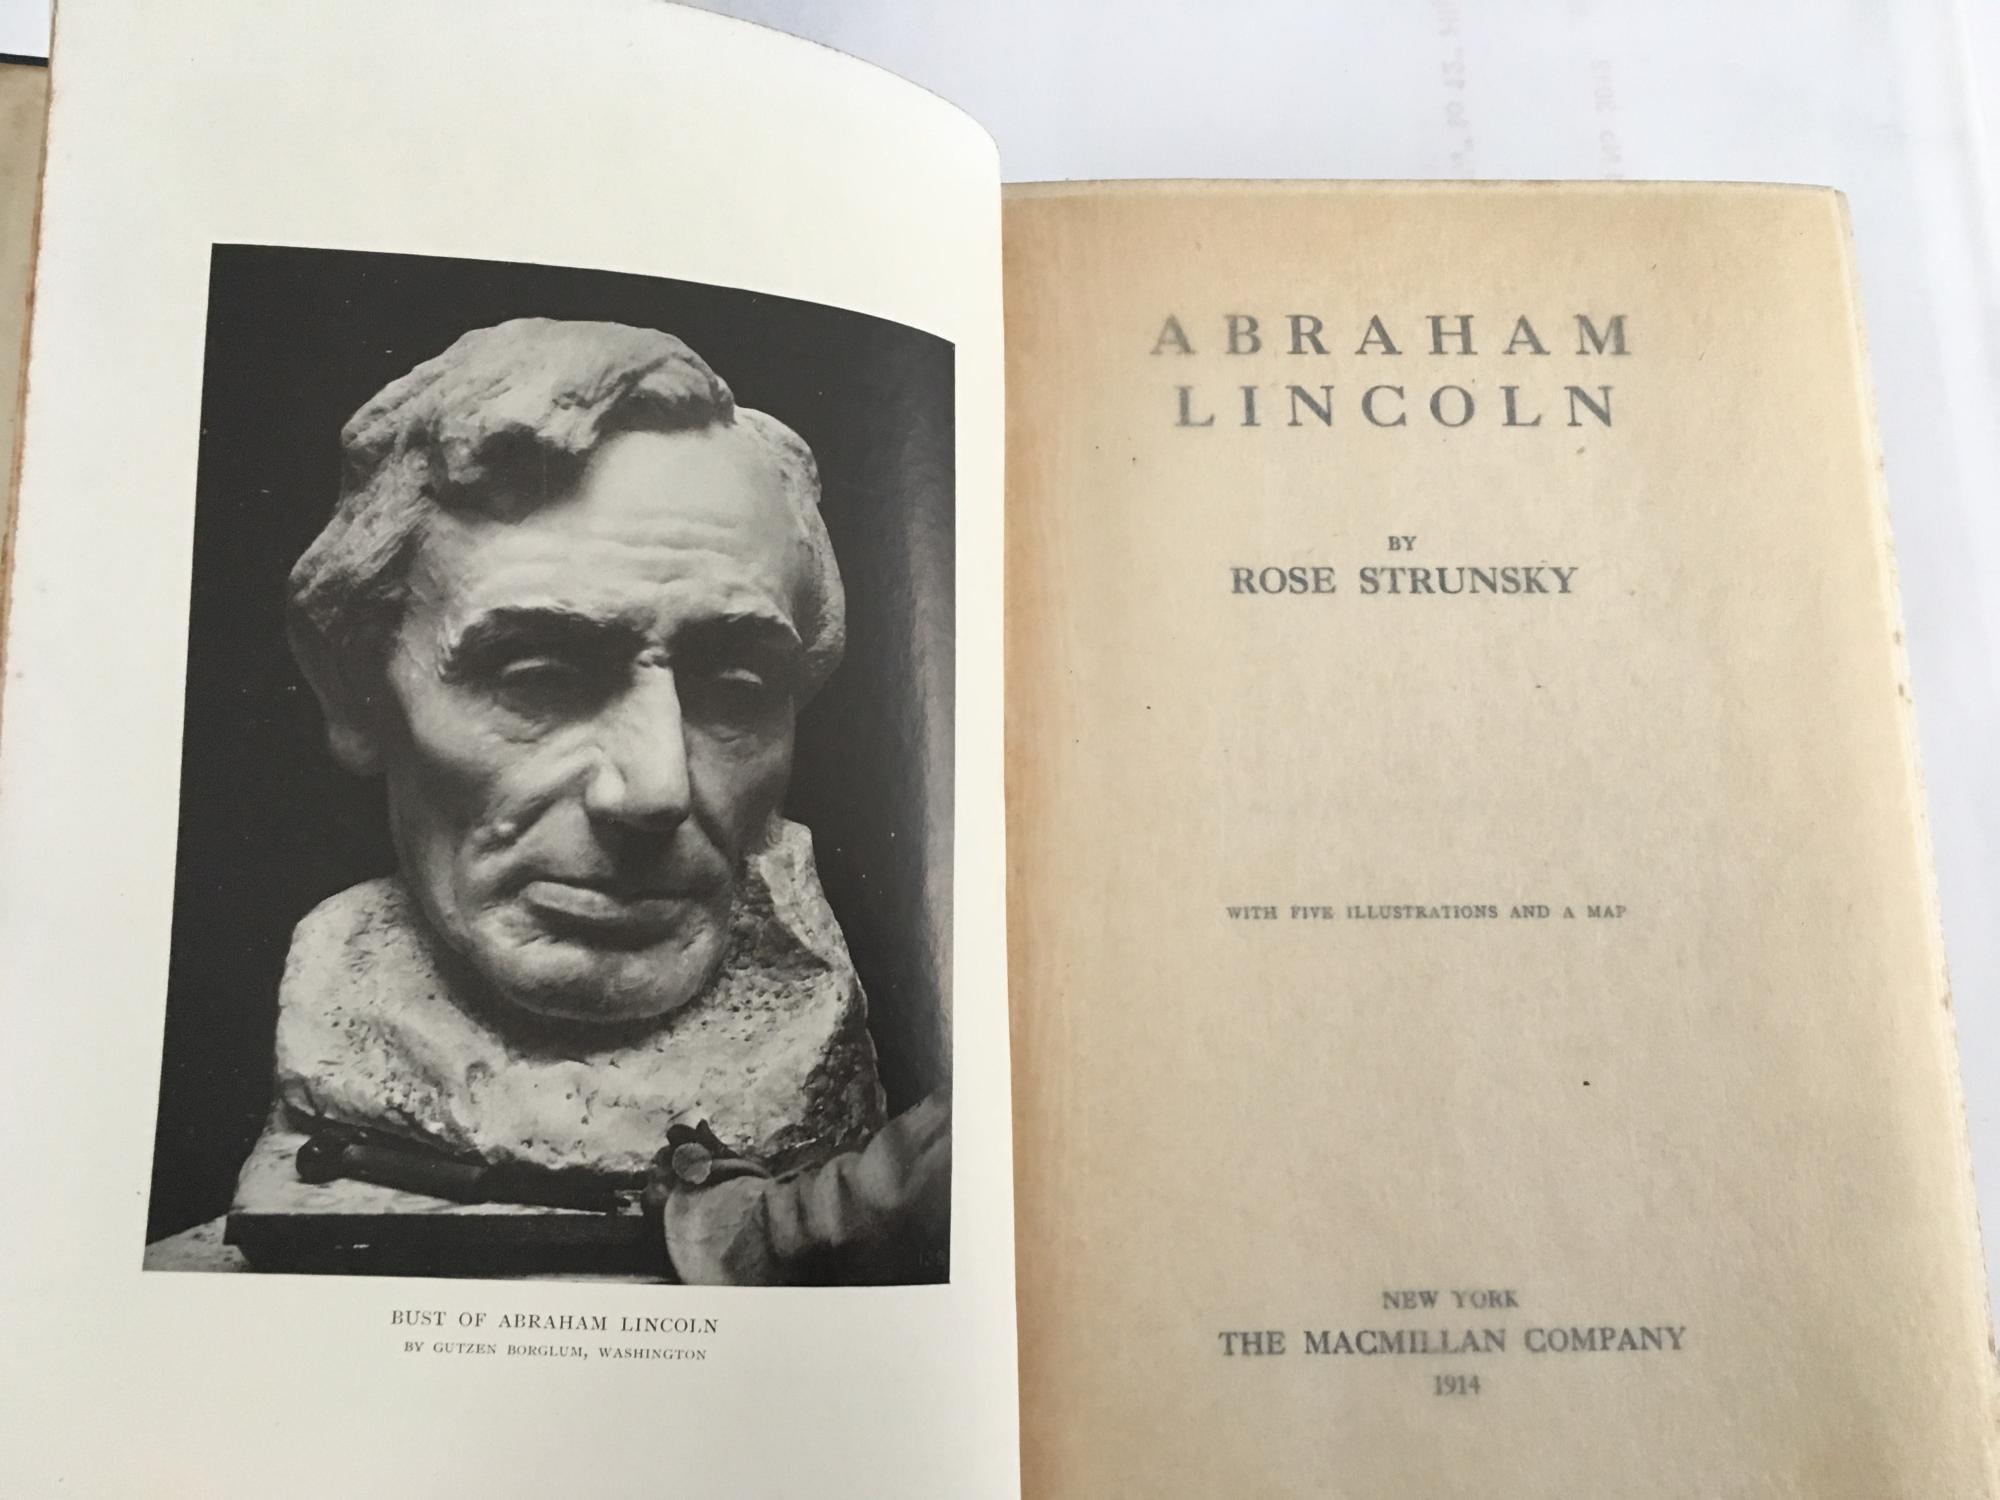 BUST OF ABRAHAM LINCOLN
BY GUTZEN BORGLUM, WASHINGTON
ABRAHAM
LINCOLN
BY
ROSE STRUNSKY
WITH FIVE ILLUSTRATIONS AND A MAP
NEW YORK
THE MACMILLAN COMPANY
1914